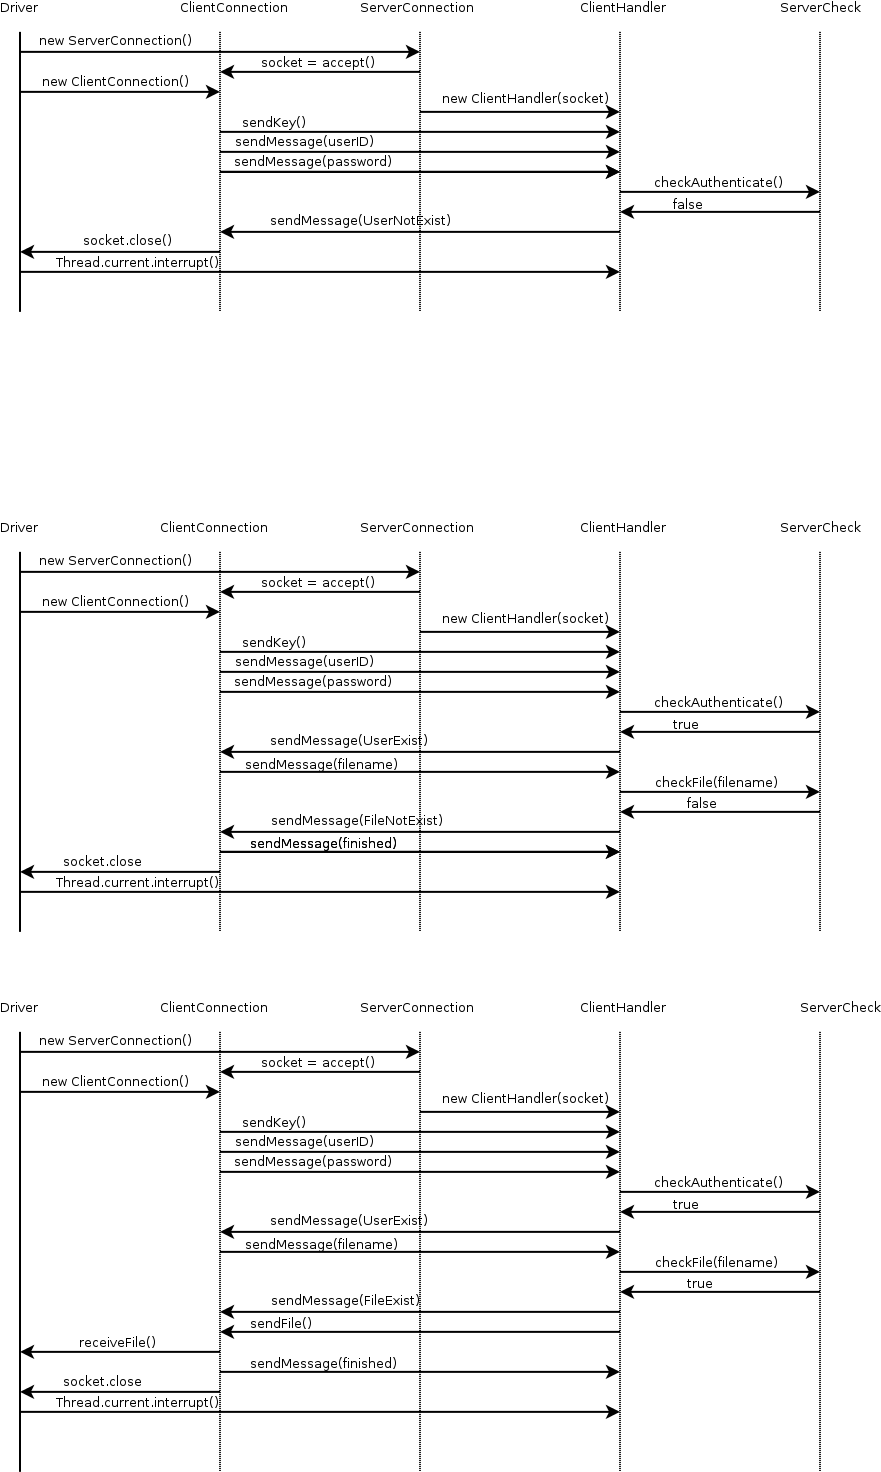 Driver ClientConnection ServerConnection ClientHandler ServerCheck
new ServerConnection()
socket = accept()
new ClientConnection()
new ClientHandler(socket)
sendKey()
sendMessage(userID)
sendMessage(password)
checkAuthenticate()
false
sendMessage(UserNotExist)
socket.close()
Thread.current.interrupt()
Driver ClientConnection ServerConnection ClientHandler ServerCheck
new ServerConnection()
socket = accept()
new ClientConnection()
new ClientHandler(socket)
sendKey()
sendMessage(userID)
sendMessage(password)
checkAuthenticate()
true
sendMessage(UserExist)
sendMessage(filename)
checkFile(filename)
false
sendMessage(FileNotExist)
sendMessage(finished)
socket.close
Thread.current.interrupt()
Driver ClientConnection ServerConnection ClientHandler ServerCheck
new ServerConnection()
socket = accept()
new ClientConnection()
new ClientHandler(socket)
sendKey()
sendMessage(userID)
sendMessage(password)
checkAuthenticate()
true
sendMessage(UserExist)
sendMessage(filename)
checkFile(filename)
true
sendMessage(FileExist)
sendFile()
receiveFile()
sendMessage(finished)
socket.close
Thread.current.interrupt()